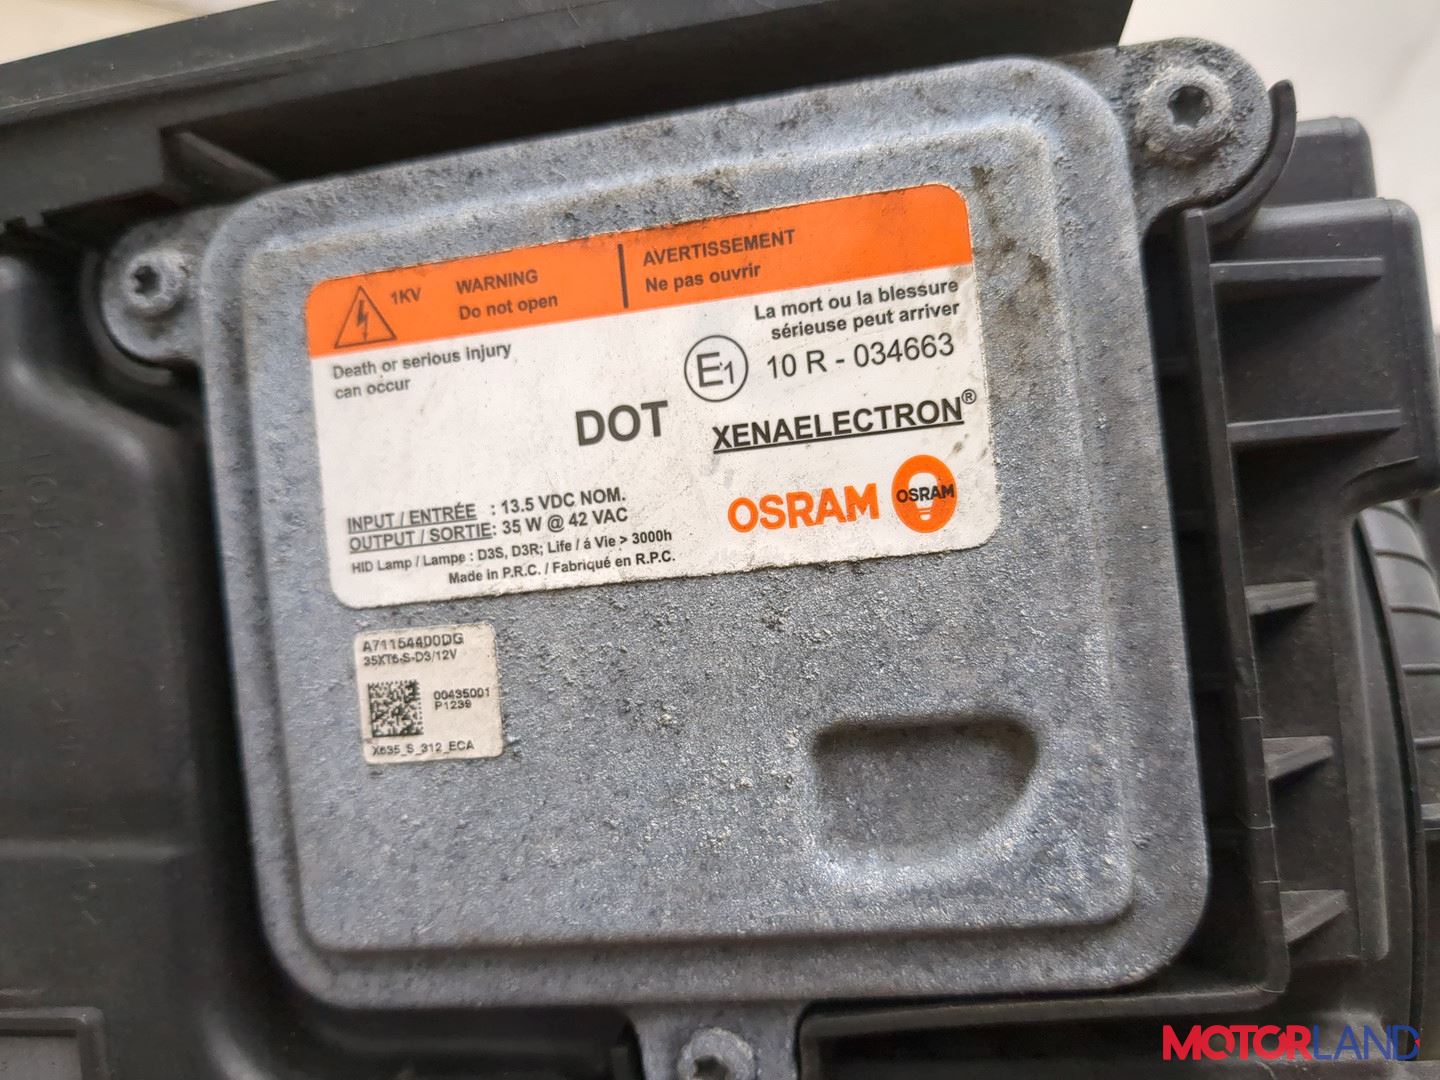 1KV
WARNING
Do not open
AVERTISSEMENT
Ne pas ouvrir
Death or serious injury
can occur
La mort ou la blessure
sérieuse peut arriver
E1
10 R - 034663
DOT
XENAELECTRON®
INPUT / ENTRÉE : 13.5 VDC NOM.
OUTPUT / SORTIE: 35 W @ 42 VAC
HID Lamp / Lampe : D3S, D3R; Life / á Vie > 3000h
Made in P.R.C. / Fabriqué en R.P.C.
OSRAM
OSRAM
A71154400DG
35XT6-S-D3/12V
00435001
P1239
X635_S_312_ECA
MOTORLAND